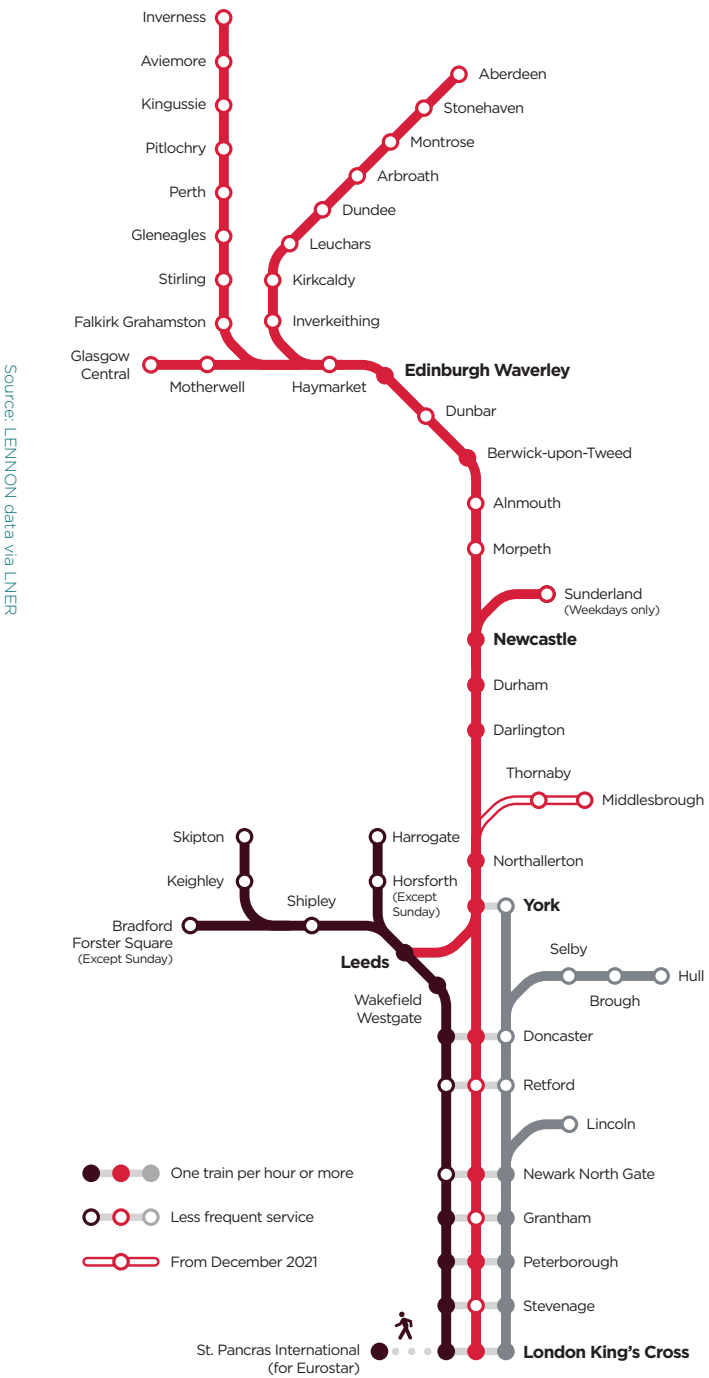 Inverness
Aviemore
Kingussie
Pitlochry
Perth
Gleneagles
Stirling
Falkirk Grahamston
Glasgow
Central
Motherwell
Haymarket
Aberdeen
Stonehaven
Montrose
Arbroath
Dundee
Leuchars
Kirkcaldy
Inverkeithing
Edinburgh Waverley
Dunbar
Berwick-upon-Tweed
Alnmouth
Morpeth
Sunderland
(Weekdays only)
Newcastle
Durham
Darlington
Thornaby
Middlesbrough
Northallerton
York
Skipton
Keighley
Shipley
Bradford
Forster Square
(Except Sunday)
Harrogate
Horsforth
(Except
Sunday)
Leeds
Wakefield
Westgate
Selby
Brough
Hull
Doncaster
Retford
Lincoln
Newark North Gate
Grantham
Peterborough
Stevenage
London King's Cross
St. Pancras International
(for Eurostar)
One train per hour or more
Less frequent service
From December 2021
Source: LENNON data via LNER